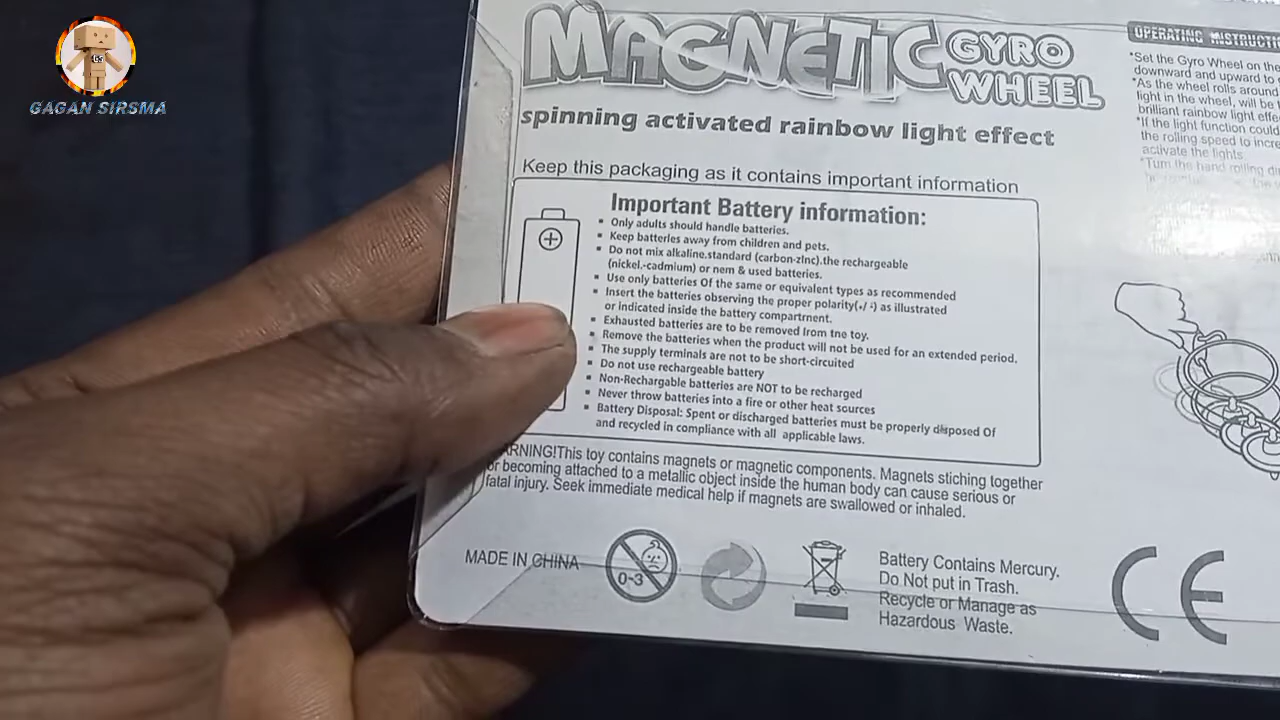 G3
GAGAN SIRSMA
MAGNETIC GYRO WHEEL
spinning activated rainbow light effect
Keep this packaging as it contains important information
Important Battery information:
▪ Only adults should handle batteries.
▪ Keep batteries away from children and pets.
▪ Do not mix alkaline.standard (carbon-zinc).the rechargeable
(nickel.-cadmium) or nem & used batteries.
▪ Use only batteries Of the same or equivalent types as recommended
▪ Insert the batteries observing the proper polarity(+/ -) as illustrated
or indicated inside the battery compartment.
▪ Exhausted batteries are to be removed from tne toy.
▪ Remove the batteries when the product will not be used for an extended period.
▪ The supply terminals are not to be short-circuited
▪ Do not use rechargeable battery
▪ Non-Rechargable batteries are NOT to be recharged
▪ Never throw batteries into a fire or other heat sources
▪ Battery Disposal: Spent or discharged batteries must be properly disposed Of
and recycled in compliance with all applicable laws.
ARNING!This toy contains magnets or magnetic components. Magnets stiching together
or becoming attached to a metallic object inside the human body can cause serious or
fatal injury. Seek immediate medical help if magnets are swallowed or inhaled.
MADE IN CHINA
0-3
Battery Contains Mercury.
Do Not put in Trash.
Recycle or Manage as
Hazardous Waste.
CE
OPERATING INSTRUCTI
*Set the Gyro Wheel on the
downward and upward to
*As the wheel rolls around
light in the wheel, will be
brilliant rainbow light effe
*If the light function could
the rolling speed to incre
activate the lights
*Turn the hand rolling di